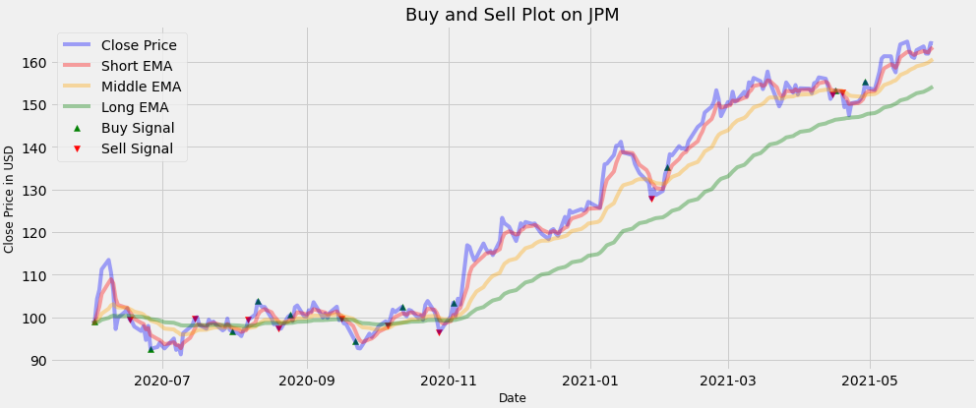 Buy and Sell Plot on JPM
Close Price
Short EMA
Middle EMA
Long EMA
Buy Signal
Sell Signal
Close Price in USD
160
150
140
130
120
110
100
90
2020-07 2020-09 2020-11 2021-01 2021-03 2021-05
Date